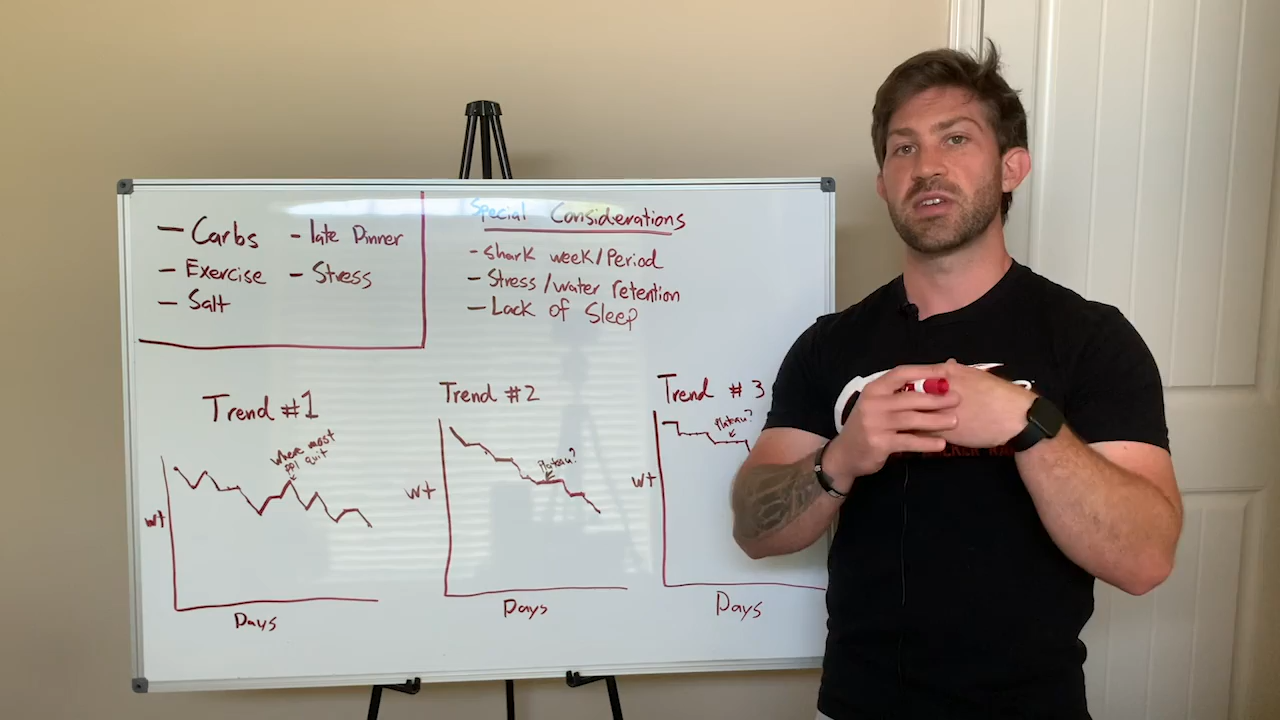 - Carbs
- late Dinner
- Exercise
- Stress
- Salt
Special Considerations
- Shark week/Period
- Stress/water retention
- Lack of Sleep
Trend #1
where most
ppl quit
wt
Days
Trend #2
Plateau?
wt
Days
Trend #3
Plateau?
wt
Days